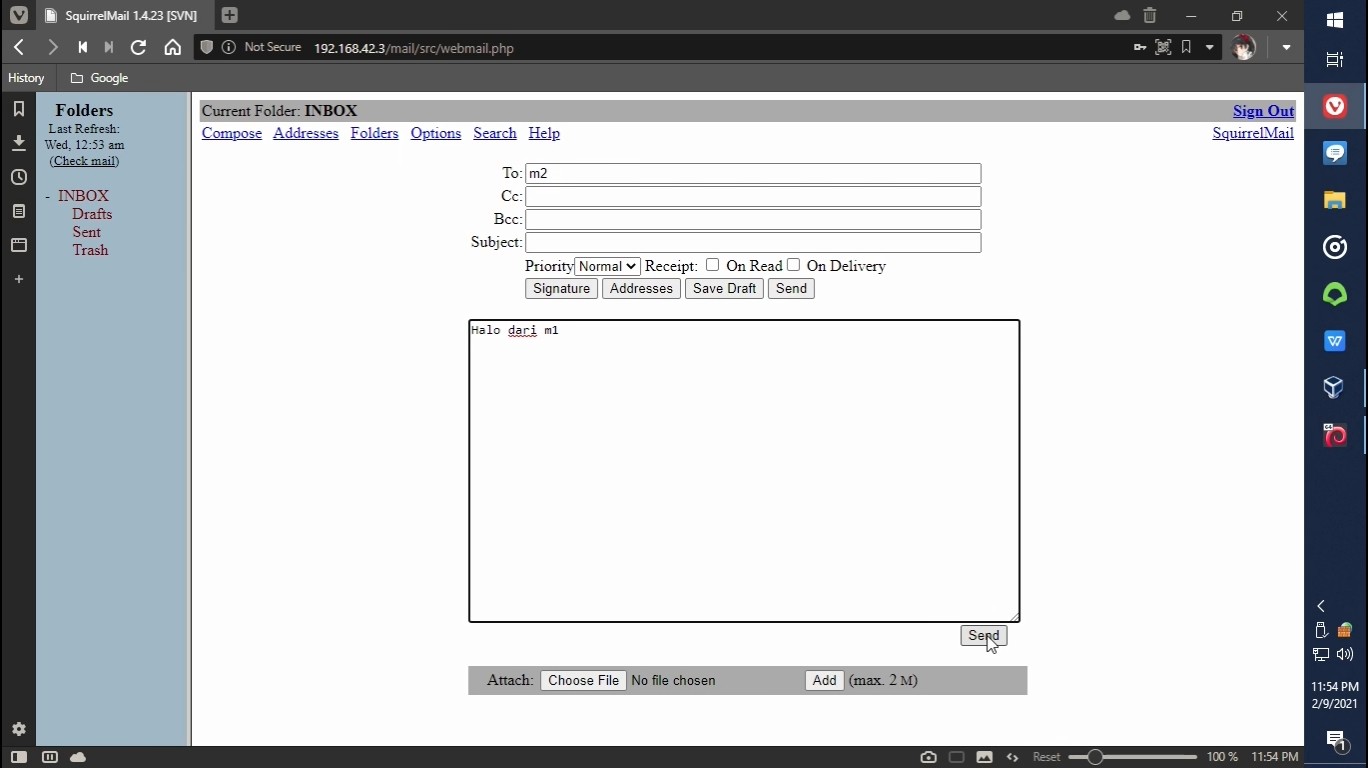 SquirrelMail 1.4.23 [SVN]
Not Secure 192.168.42.3/mail/src/webmail.php
History Google
Folders
Last Refresh:
Wed, 12:53 am
(Check mail)
- INBOX
Drafts
Sent
Trash
Current Folder: INBOX Sign Out
Compose Addresses Folders Options Search Help SquirrelMail
To: m2
Cc:
Bcc:
Subject:
Priority Normal Receipt: On Read On Delivery
Signature Addresses Save Draft Send
Halo dari m1
Send
Attach: Choose File No file chosen Add (max. 2 M)
Reset 100 % 11:54 PM
11:54 PM
2/9/2021
1